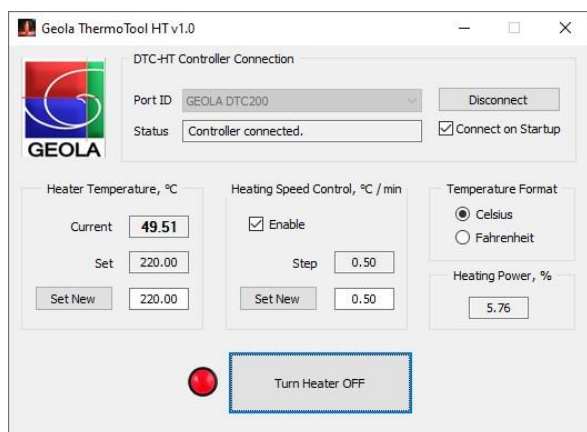 Geola ThermoTool HT v1.0
DTC-HT Controller Connection
Port ID GEOLA DTC200 Disconnect
Status Controller connected. Connect on Startup
GEOLA
Heater Temperature, ºC
Current 49.51
Set 220.00
Set New 220.00
Heating Speed Control, ºC / min
Enable
Step 0.50
Set New 0.50
Temperature Format
Celsius
Fahrenheit
Heating Power, %
5.76
Turn Heater OFF